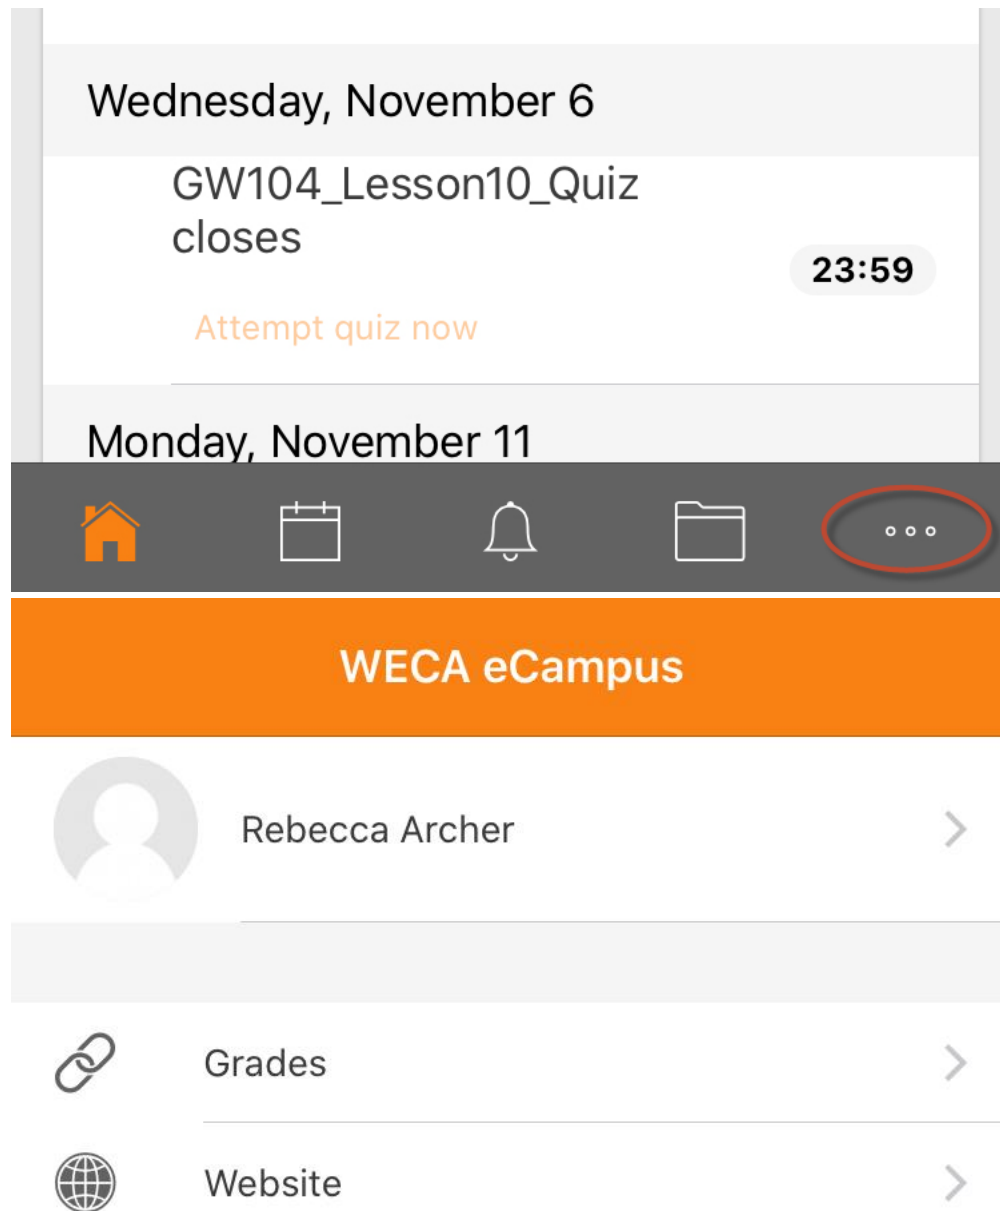 Wednesday, November 6
GW104_Lesson10_Quiz
closes
23:59
Attempt quiz now
Monday, November 11
WECA eCampus
Rebecca Archer
Grades
Website